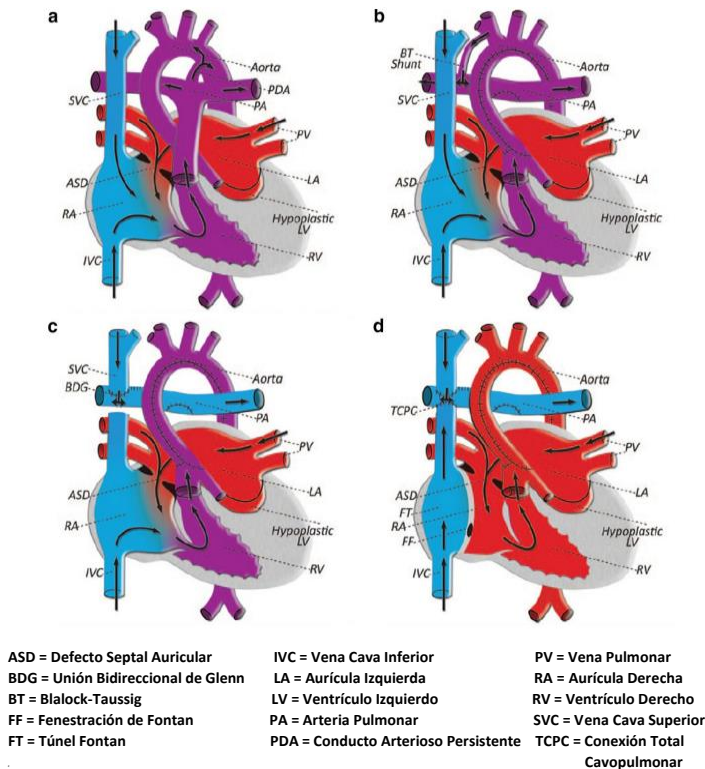 a
Aorta
PDA
PA
SVC
PV
ASD
LA
RA
Hypoplastic
LV
IVC
RV
b
BT
Shunt
Aorta
SVC
PA
PV
ASD
LA
RA
Hypoplastic
LV
IVC
RV
c
SVC
BDG
Aorta
PA
PV
ASD
LA
RA
Hypoplastic
LV
IVC
RV
d
Aorta
TCPC
PA
PV
ASD
LA
FT
RA
Hypoplastic
LV
FF
IVC
RV
ASD = Defecto Septal Auricular
BDG = Unión Bidireccional de Glenn
BT = Blalock-Taussig
FF = Fenestración de Fontan
FT = Túnel Fontan
IVC = Vena Cava Inferior
LA = Aurícula Izquierda
LV = Ventrículo Izquierdo
PA = Arteria Pulmonar
PDA = Conducto Arterioso Persistente
PV = Vena Pulmonar
RA = Aurícula Derecha
RV = Ventrículo Derecho
SVC = Vena Cava Superior
TCPC = Conexión Total
Cavopulmonar